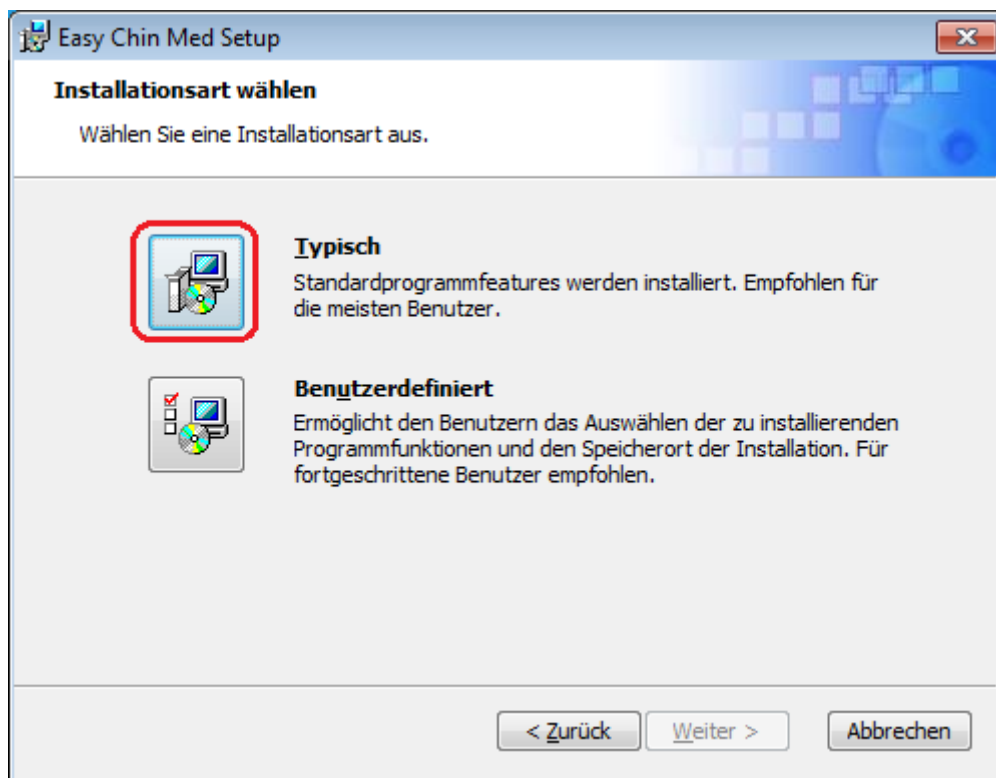 Easy Chin Med Setup
Installationsart wählen
Wählen Sie eine Installationsart aus.
Typisch
Standardprogrammfeatures werden installiert. Empfohlen für
die meisten Benutzer.
Benutzerdefiniert
Ermöglicht den Benutzern das Auswählen der zu installierenden
Programmfunktionen und den Speicherort der Installation. Für
fortgeschrittene Benutzer empfohlen.
< Zurück Weiter > Abbrechen